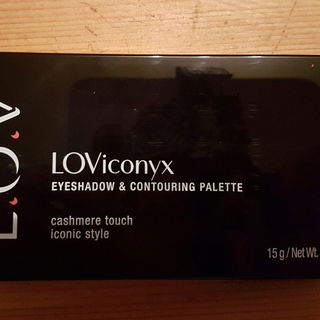 L.O.V
LOViconyx
EYESHADOW & CONTOURING PALETTE
cashmere touch
iconic style
15 g / Net Wt.